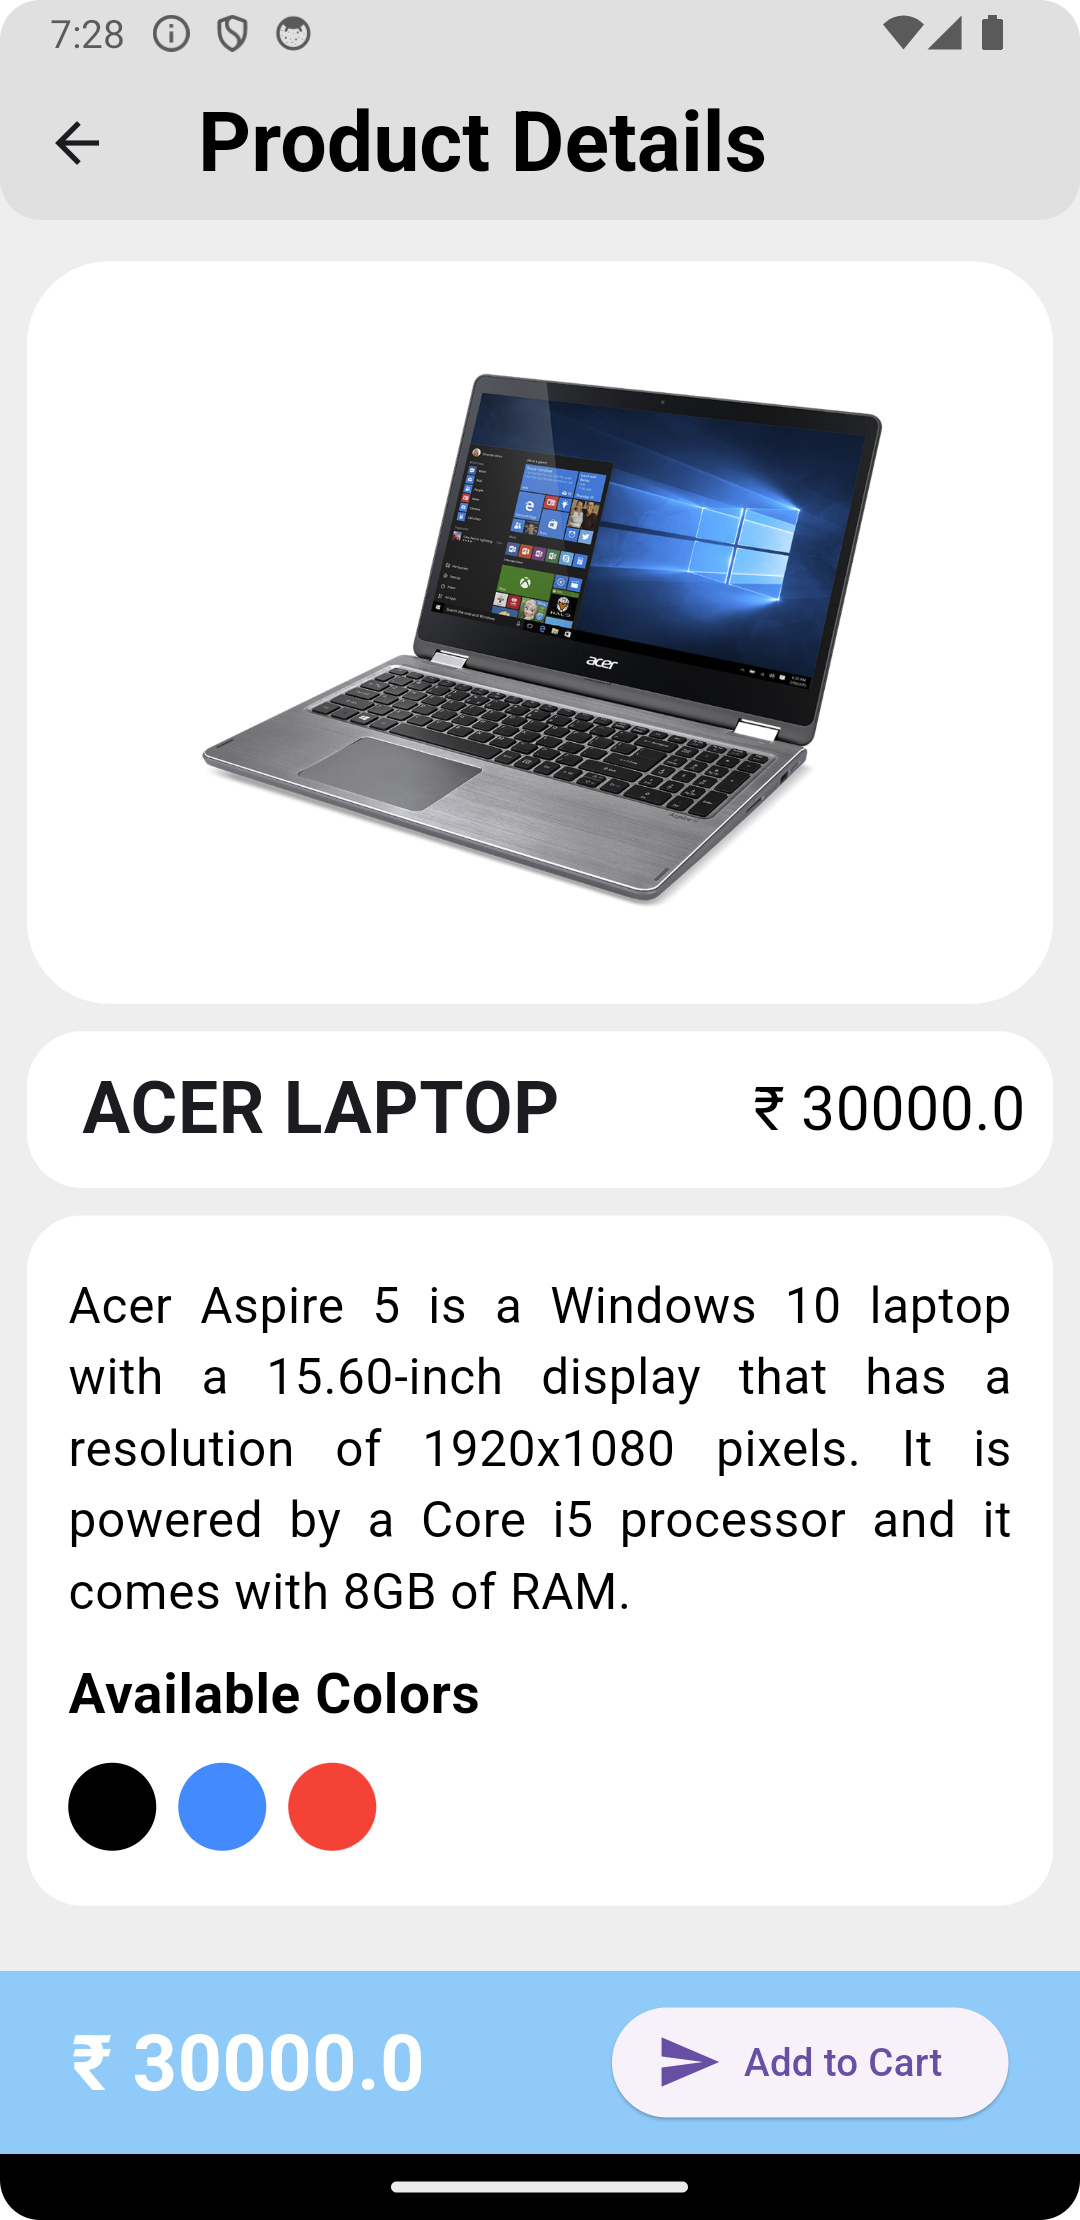 7:28
Product Details
acer
ACER LAPTOP
₹ 30000.0
Acer Aspire 5 is a Windows 10 laptop
with a 15.60-inch display that has a
resolution of 1920x1080 pixels. It is
powered by a Core i5 processor and it
comes with 8GB of RAM.
Available Colors
₹ 30000.0
Add to Cart